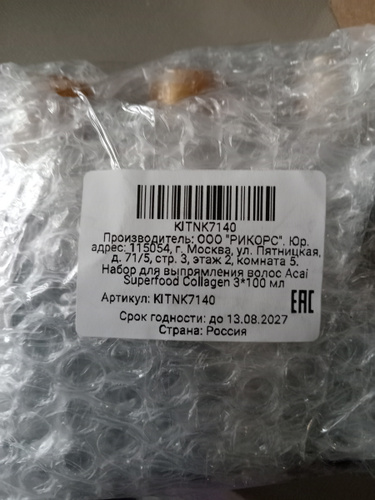 KITNK7140
Производитель: ООО "РИКОРС". Юр.
адрес: 115054, г. Москва, ул. Пятницкая,
д. 71/5, стр. 3, этаж 2, комната 5.
Набор для выпрямления волос Acai
Superfood Collagen 3*100 мл
Артикул: KITNK7140
EAC
Срок годности: до 13.08.2027
Страна: Россия